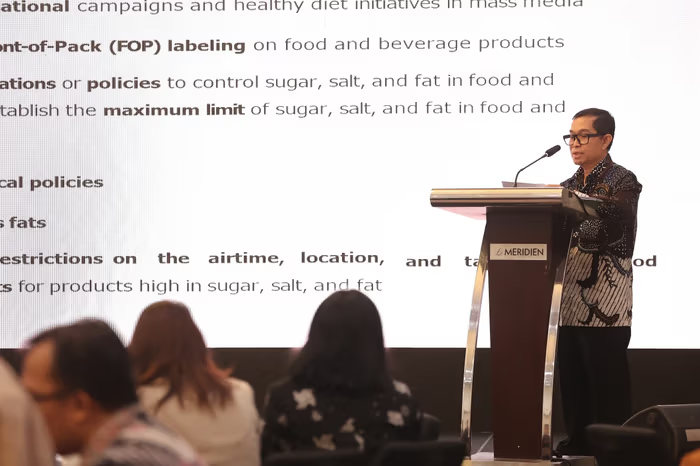 ational campaigns and healthy diet initiatives in mass media
ont-of-Pack (FOP) labeling on food and beverage products
ations or policies to control sugar, salt, and fat in food and
tablish the maximum limit of sugar, salt, and fat in food and
cal policies
s fats
estrictions on the airtime, location, and ta od
ts for products high in sugar, salt, and fat
MERIDIEN